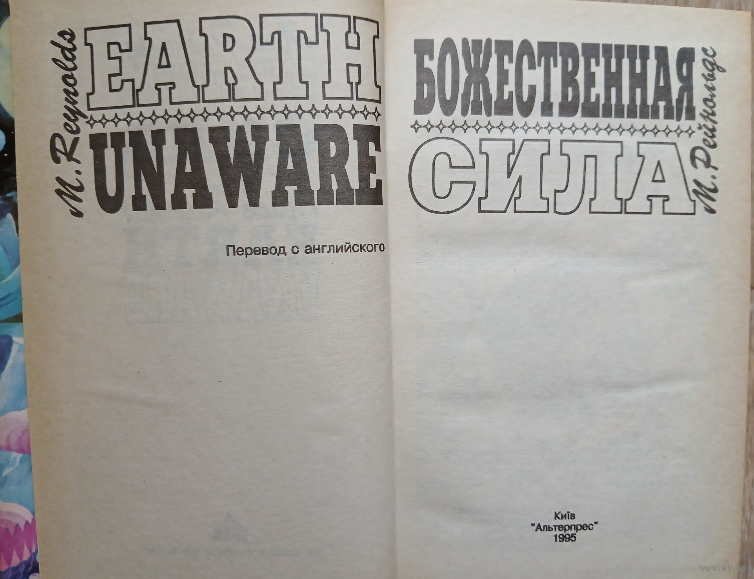 M. Reynolds
EARTH
UNAWARE
Перевод с английского
БОЖЕСТВЕННАЯ
СИЛА
М. Рейнольдс
Київ
"Альтерпрес"
1995